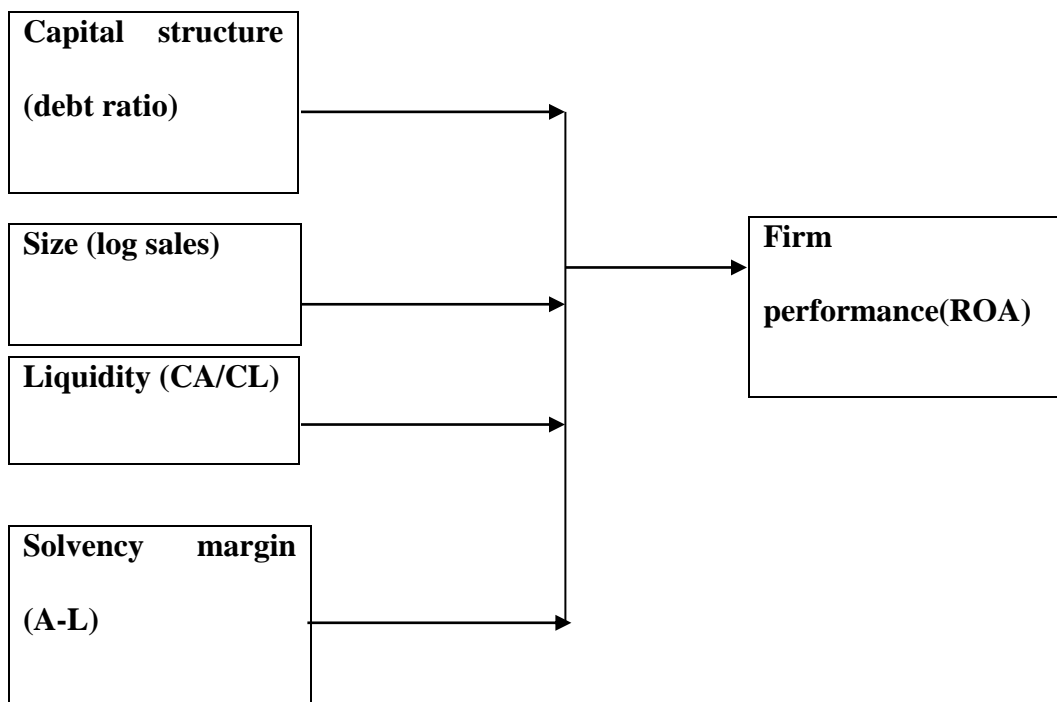 Capital structure
(debt ratio)
Size (log sales)
Liquidity (CA/CL)
Solvency margin
(A-L)
Firm
performance(ROA)